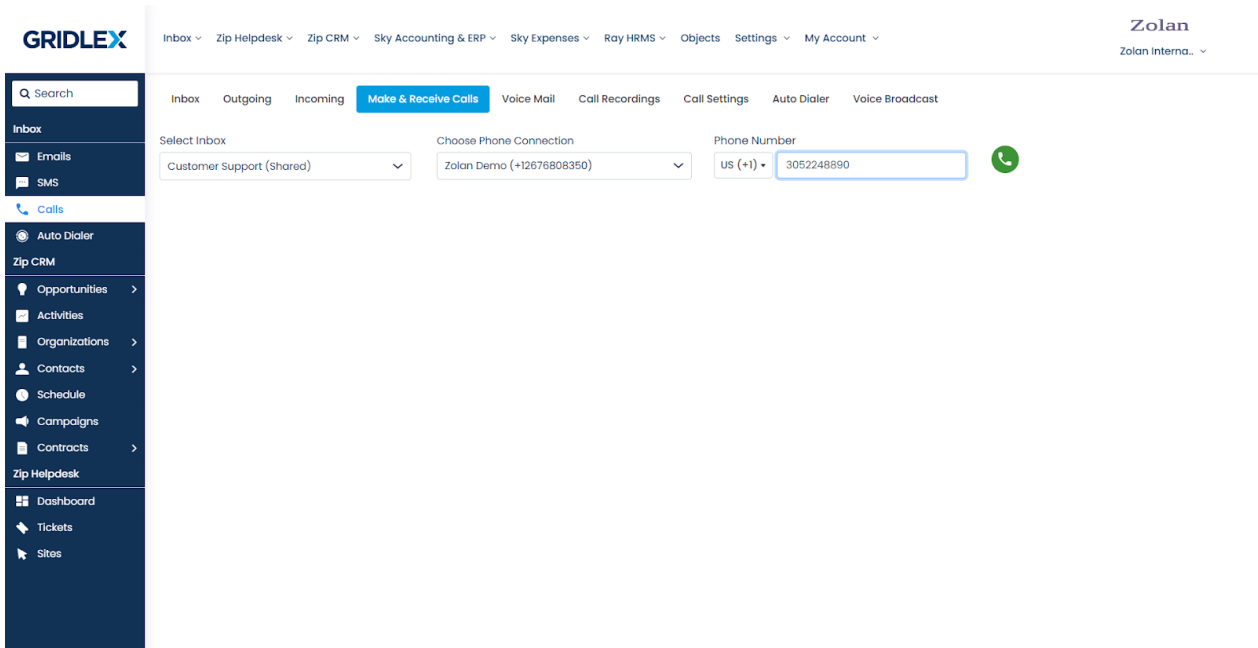 GRIDLEX
Inbox Zip Helpdesk Zip CRM Sky Accounting & ERP Sky Expenses Ray HRMS Objects Settings My Account
Zolan
Zolan Interna..
Search
Inbox Outgoing Incoming Make & Receive Calls Voice Mail Call Recordings Call Settings Auto Dialer Voice Broadcast
Inbox
Emails
SMS
Calls
Auto Dialer
Zip CRM
Opportunities
Activities
Organizations
Contacts
Schedule
Campaigns
Contracts
Zip Helpdesk
Dashboard
Tickets
Sites
Select Inbox
Customer Support (Shared)
Choose Phone Connection
Zolan Demo (+12676808350)
Phone Number
US (+1) 3052248890